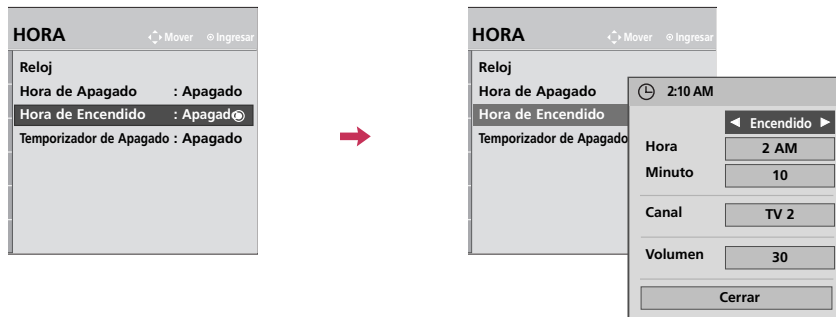 HORA
Mover
Ingresar
Reloj
Hora de Apagado : Apagado
Hora de Encendido : Apagado
Temporizador de Apagado : Apagado
HORA
Mover
Ingresar
Reloj
Hora de Apagado
Hora de Encendido
Temporizador de Apagado
2:10 AM
◄ Encendido ►
Hora 2 AM
Minuto 10
Canal TV 2
Volumen 30
Cerrar